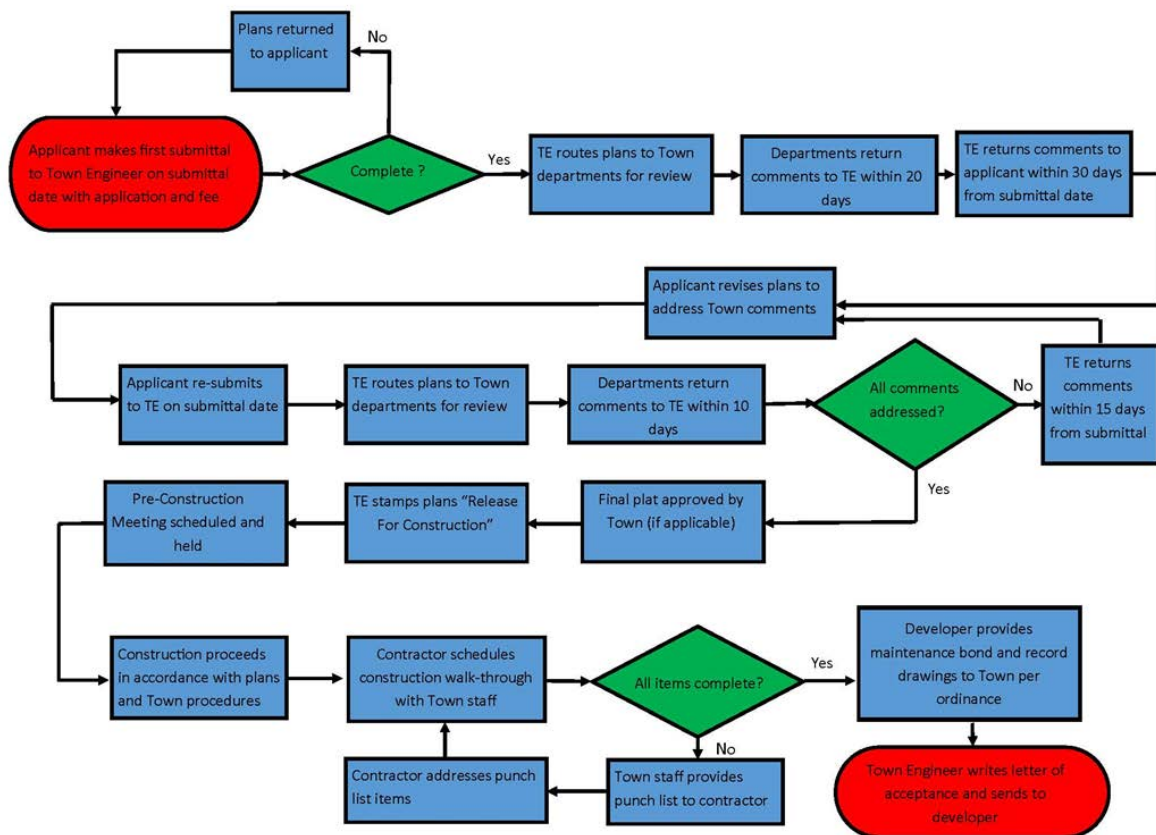 Plans returned
to applicant
No
Applicant makes first submittal
to Town Engineer on submittal
date with application and fee
Complete ?
Yes
TE routes plans to Town
departments for review
Departments return
comments to TE within 20
days
TE returns comments to
applicant within 30 days
from submittal date
Applicant revises plans to
address Town comments
Applicant re-submits
to TE on submittal date
TE routes plans to Town
departments for review
Departments return
comments to TE within 10
days
All comments
addressed?
No
TE returns
comments
within 15 days
from submittal
Yes
Final plat approved by
Town (if applicable)
TE stamps plans “Release
For Construction”
Pre-Construction
Meeting scheduled and
held
Construction proceeds
in accordance with plans
and Town procedures
Contractor schedules
construction walk-through
with Town staff
All items complete?
Yes
Developer provides
maintenance bond and record
drawings to Town per
ordinance
No
Town staff provides
punch list to contractor
Contractor addresses punch
list items
Town Engineer writes letter of
acceptance and sends to
developer